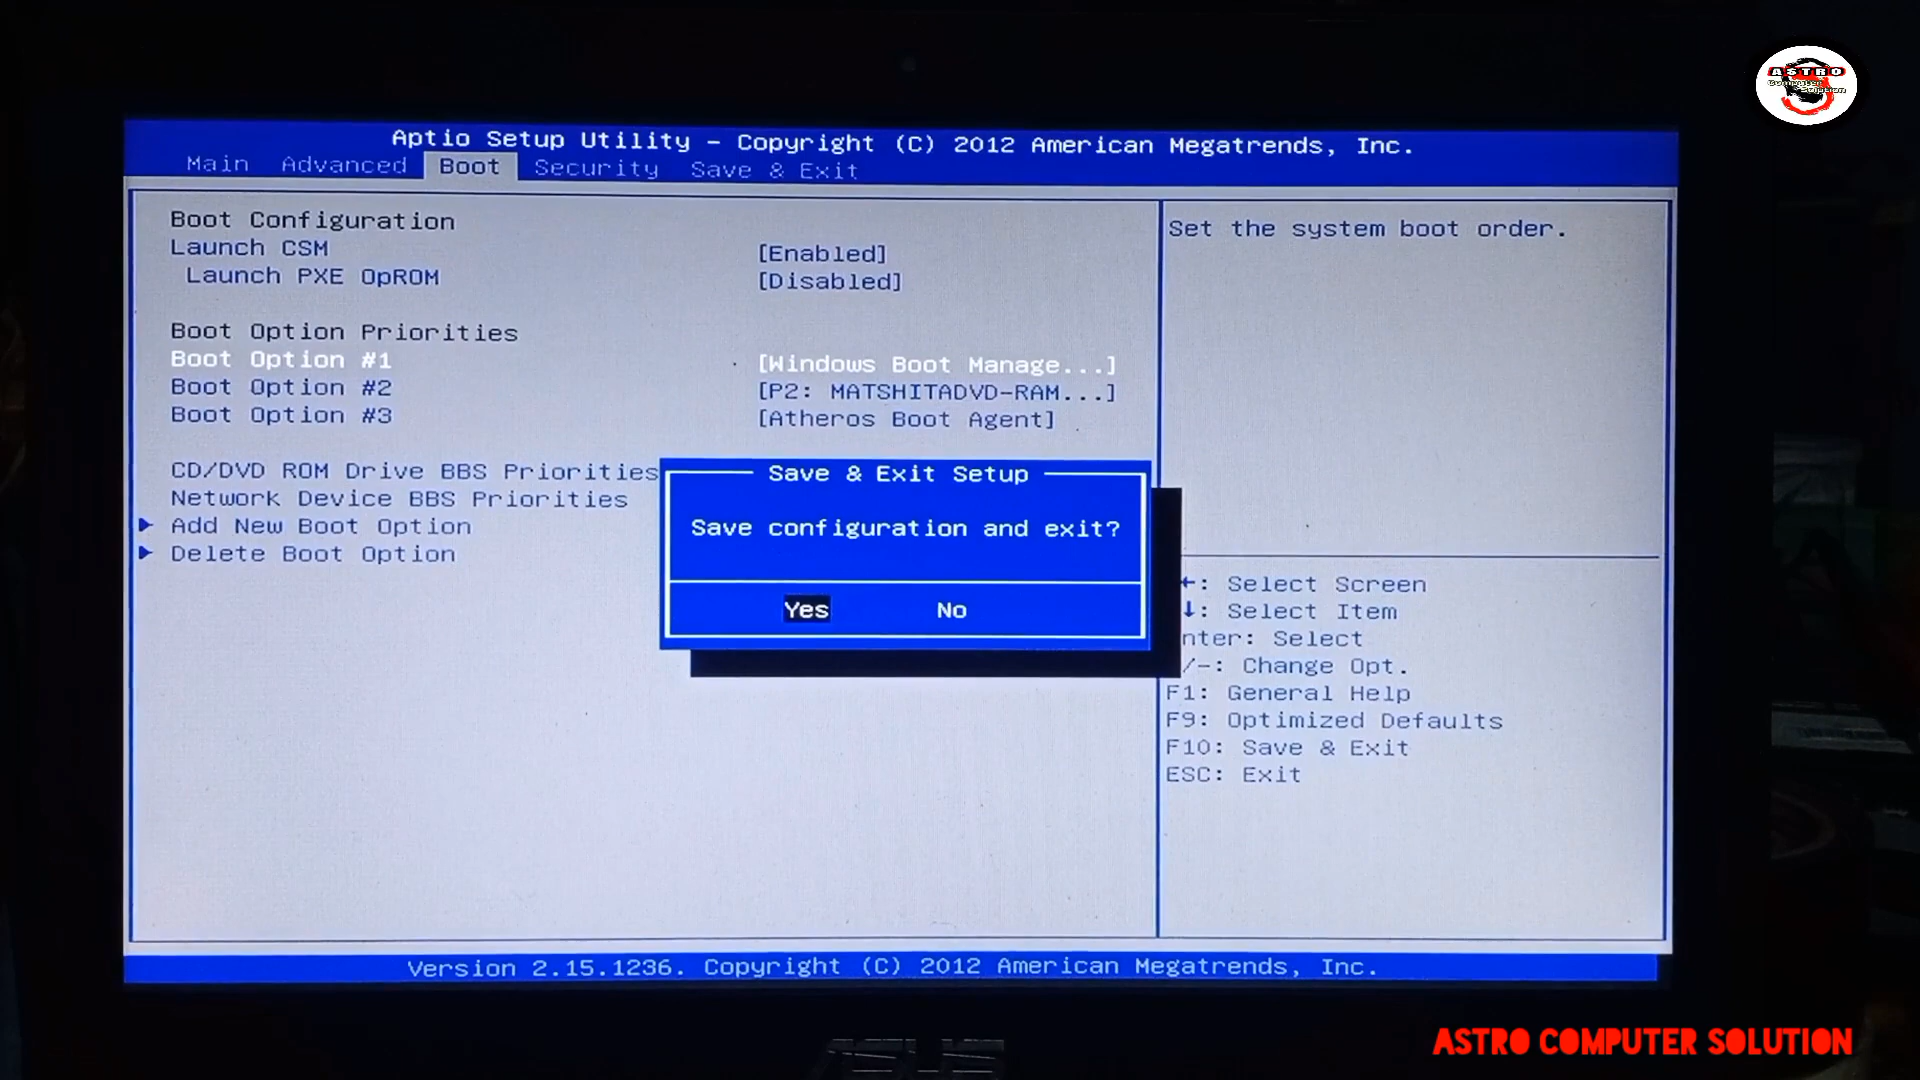 ASTRO
Computer
Solution
Aptio Setup Utility – Copyright (C) 2012 American Megatrends, Inc.
Main Advanced Boot Security Save & Exit
Boot Configuration
Launch CSM [Enabled]
Launch PXE OpROM [Disabled]
Boot Option Priorities
Boot Option #1 [Windows Boot Manage...]
Boot Option #2 [P2: MATSHITADVD-RAM...]
Boot Option #3 [Atheros Boot Agent]
CD/DVD ROM Drive BBS Priorities
Network Device BBS Priorities
Add New Boot Option
Delete Boot Option
Save & Exit Setup
Save configuration and exit?
Yes No
Set the system boot order.
←: Select Screen
↓: Select Item
nter: Select
/-: Change Opt.
F1: General Help
F9: Optimized Defaults
F10: Save & Exit
ESC: Exit
Version 2.15.1236. Copyright (C) 2012 American Megatrends, Inc.
ASUS
ASTRO COMPUTER SOLUTION